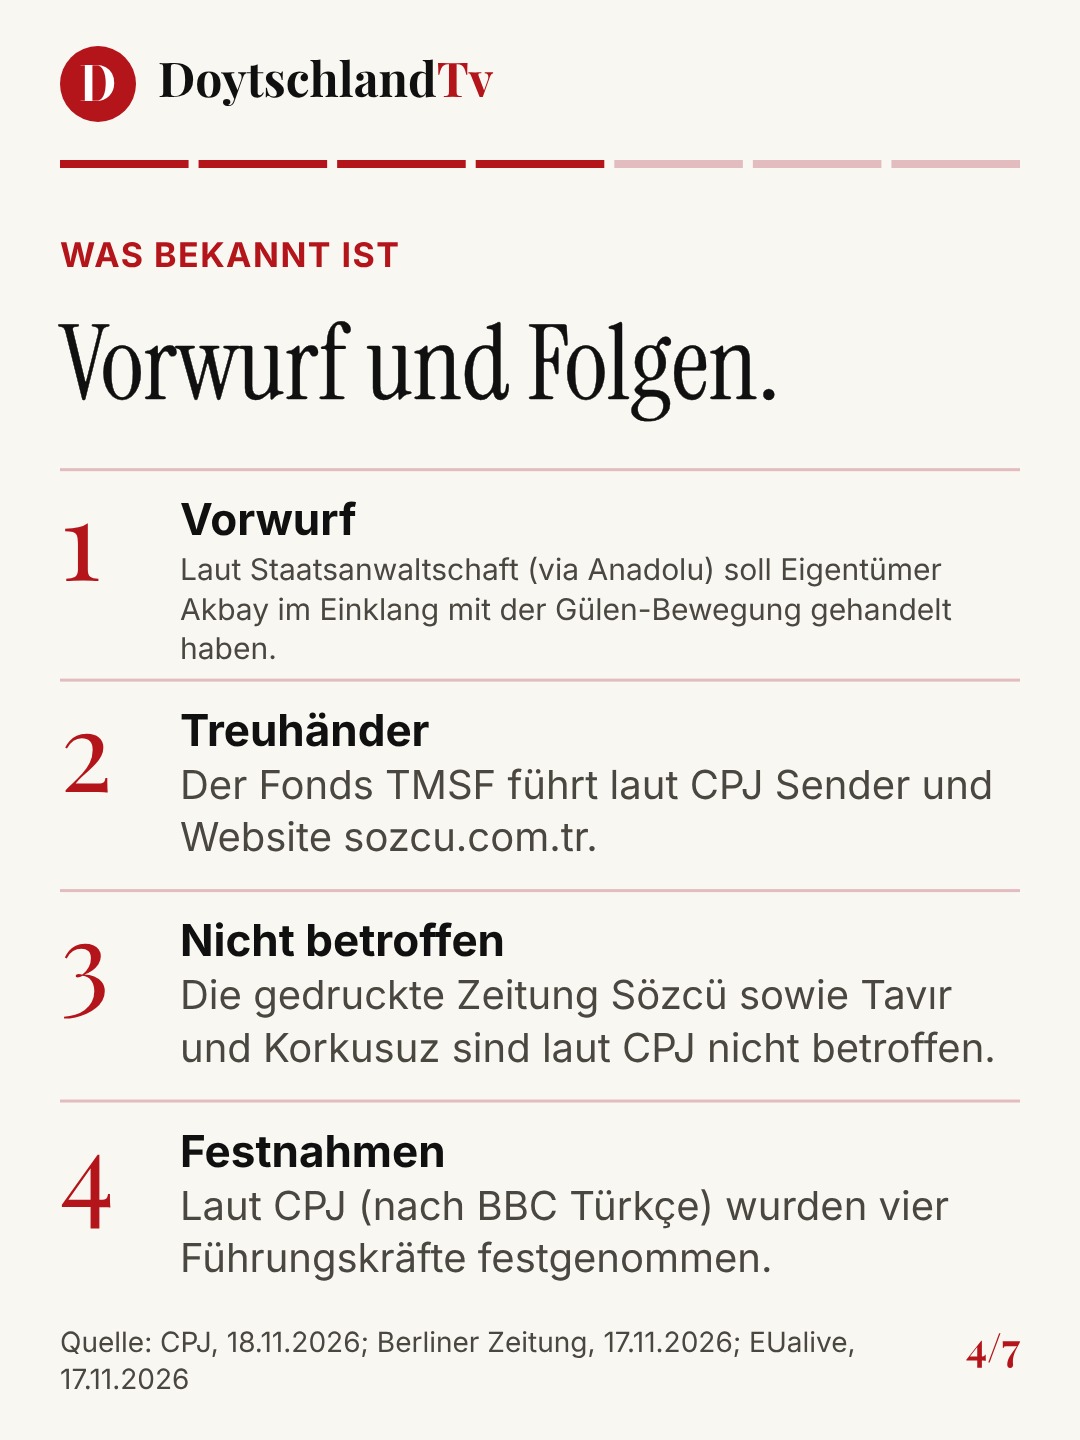 D DoytschlandTv
WAS BEKANNT IST
Vorwurf und Folgen.
1 Vorwurf
Laut Staatsanwaltschaft (via Anadolu) soll Eigentümer
Akbay im Einklang mit der Gülen-Bewegung gehandelt
haben.
2 Treuhänder
Der Fonds TMSF führt laut CPJ Sender und
Website sozcu.com.tr.
3 Nicht betroffen
Die gedruckte Zeitung Sözcü sowie Tavır
und Korkusuz sind laut CPJ nicht betroffen.
4 Festnahmen
Laut CPJ (nach BBC Türkçe) wurden vier
Führungskräfte festgenommen.
Quelle: CPJ, 18.11.2026; Berliner Zeitung, 17.11.2026; EUalive,
17.11.2026
4/7